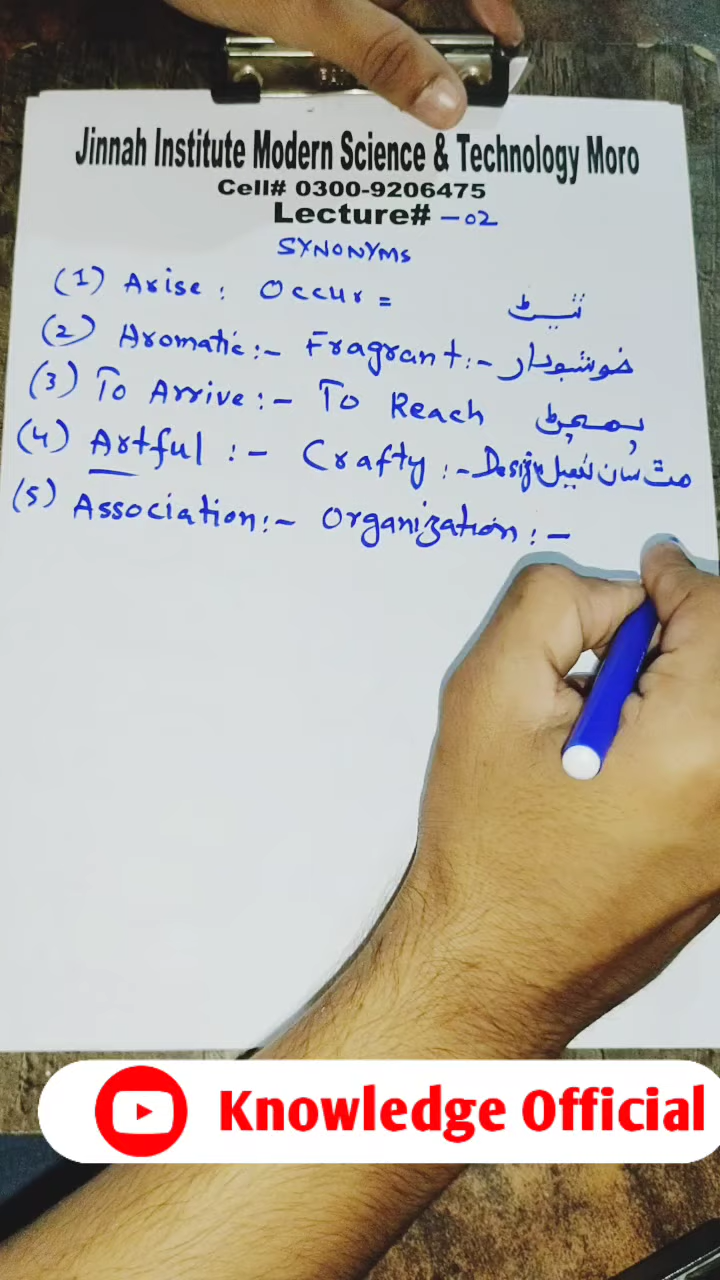 Jinnah Institute Modern Science & Technology Moro
Cell# 0300-9206475
Lecture# -02
SYNONYMS
(1) Arise: Occur =
(2) Aromatic:- Fragrant:- خوشبودار
(3) To Arrive:- To Reach
(4) Artful :- Crafty :- Design سان
(5) Association:- Organization:-
Knowledge Official